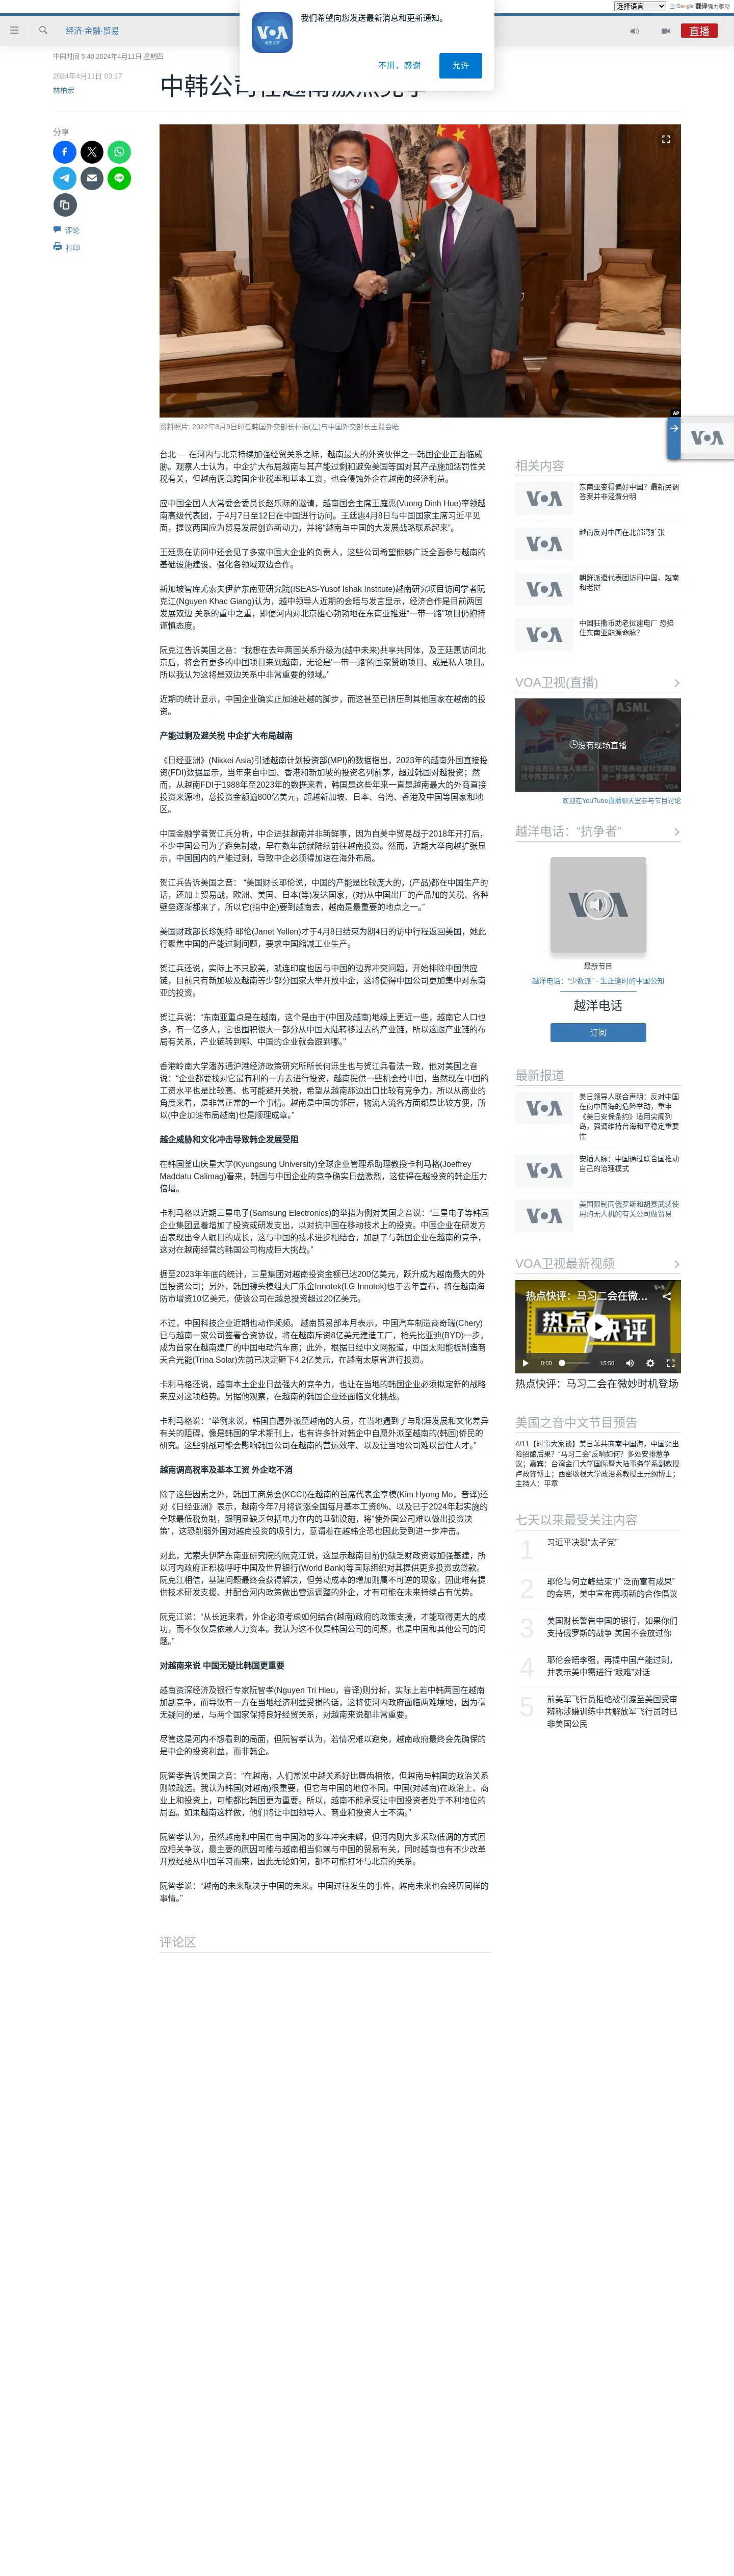 选择语言
由 Google 翻译强力驱动
经济·金融·贸易
直播
VOA
我们希望向您发送最新消息和更新通知。
不用，感谢
允许
中国时间 5:40 2024年4月11日 星期四
2024年4月11日 03:17
林柏宏
分享
评论
打印
AP
资料照片: 2022年8月9日时任韩国外交部长朴振(左)与中国外交部长王毅会晤
台北 — 在河内与北京持续加强经贸关系之际，越南最大的外资伙伴之一韩国企业正面临威
胁。观察人士认为，中企扩大布局越南与其产能过剩和避免美国等国对其产品施加惩罚性关
税有关，但越南调高跨国企业税率和基本工资，也会侵蚀外企在越南的经济利益。
应中国全国人大常委会委员长赵乐际的邀请，越南国会主席王庭惠(Vuong Dinh Hue)率领越
南高级代表团，于4月7日至12日在中国进行访问。王廷惠4月8日与中国国家主席习近平见
面，提议两国应为贸易发展创造新动力，并将“越南与中国的大发展战略联系起来”。
王廷惠在访问中还会见了多家中国大企业的负责人，这些公司希望能够广泛全面参与越南的
基础设施建设、强化各领域双边合作。
新加坡智库尤索夫伊萨东南亚研究院(ISEAS-Yusof Ishak Institute)越南研究项目访问学者阮
克江(Nguyen Khac Giang)认为，越中领导人近期的会晤与发言显示，经济合作是目前两国
发展双边 关系的重中之重，即便河内对北京雄心勃勃地在东南亚推进“一带一路”项目仍抱持
谨慎态度。
阮克江告诉美国之音：“我想在去年两国关系升级为(越中未来)共享共同体，及王廷惠访问北
京后，将会有更多的中国项目来到越南，无论是‘一带一路’的国家赞助项目、或是私人项目。
所以我认为这将是双边关系中非常重要的领域。”
近期的统计显示，中国企业确实正加速赴越的脚步，而这甚至已挤压到其他国家在越南的投
资。
产能过剩及避关税 中企扩大布局越南
《日经亚洲》(Nikkei Asia)引述越南计划投资部(MPI)的数据指出，2023年的越南外国直接投
资(FDI)数据显示，当年来自中国、香港和新加坡的投资名列前茅，超过韩国对越投资；然
而，从越南FDI于1988年至2023年的数据来看，韩国是这些年来一直是越南最大的外商直接
投资来源地，总投资金额逾800亿美元，超越新加坡、日本、台湾、香港及中国等国家和地
区。
中国金融学者贺江兵分析，中企进驻越南并非新鲜事，因为自美中贸易战于2018年开打后，
不少中国公司为了避免制裁，早在数年前就陆续前往越南投资。然而，近期大举向越扩张显
示，中国国内的产能过剩，导致中企必须得加速在海外布局。
贺江兵告诉美国之音： “美国财长耶伦说，中国的产能是比较庞大的，(产品)都在中国生产的
话，还加上贸易战，欧洲、美国、日本(等)发达国家，(对)从中国出厂的产品加的关税、各种
壁垒逐渐都来了，所以它(指中企)要到越南去，越南是最重要的地点之一。”
美国财政部长珍妮特·耶伦(Janet Yellen)才于4月8日结束为期4日的访中行程返回美国，她此
行聚焦中国的产能过剩问题，要求中国缩减工业生产。
贺江兵还说，实际上不只欧美，就连印度也因与中国的边界冲突问题，开始排除中国供应
链，目前只有新加坡及越南等少部分国家大举开放中企，这将使得中国公司更加集中对东南
亚的投资。
贺江兵说：“东南亚重点是在越南，这个是由于(中国及越南)地缘上更近一些，越南它人口也
多，有一亿多人，它也囤积很大一部分从中国大陆转移过去的产业链，所以这跟产业链的布
局有关系，产业链转到哪、中国的企业就会跟到哪。”
香港岭南大学潘苏通沪港经济政策研究所所长何泺生也与贺江兵看法一致，他对美国之音
说：“企业都要找对它最有利的一方去进行投资，越南提供一些机会给中国，当然现在中国的
工资水平也是比较高、也可能避开关税，希望从越南那边出口比较有竞争力，所以从商业的
角度来看，是非常正常的一个事情。越南是中国的邻居，物流人流各方面都是比较方便，所
以(中企加速布局越南)也是顺理成章。”
越企威胁和文化冲击导致韩企发展受阻
在韩国釜山庆星大学(Kyungsung University)全球企业管理系助理教授卡利马格(Joeffrey
Maddatu Calimag)看来，韩国与中国企业的竞争确实日益激烈，这使得在越投资的韩企压力
倍增。
卡利马格以近期三星电子(Samsung Electronics)的举措为例对美国之音说：“三星电子等韩国
企业集团显着增加了投资或研发支出，以对抗中国在移动技术上的投资。中国企业在研发方
面表现出令人瞩目的成长，这与中国的技术进步相结合，加剧了与韩国企业在越南的竞争，
这对在越南经营的韩国公司构成巨大挑战。”
据至2023年年底的统计，三星集团对越南投资金额已达200亿美元，跃升成为越南最大的外
国投资公司；另外，韩国镜头模组大厂乐金Innotek(LG Innotek)也于去年宣布，将在越南海
防市增资10亿美元，使该公司在越总投资超过20亿美元。
不过，中国科技企业近期也动作频频。 越南贸易部本月表示，中国汽车制造商奇瑞(Chery)
已与越南一家公司签署合资协议，将在越南斥资8亿美元建造工厂，抢先比亚迪(BYD)一步，
成为首家在越南建厂的中国电动汽车商；此外，根据日经中文网报道，中国太阳能板制造商
天合光能(Trina Solar)先前已决定砸下4.2亿美元，在越南太原省进行投资。
卡利马格还说，越南本土企业日益强大的竞争力，也让在当地的韩国企业必须拟定新的战略
来应对这项趋势。另据他观察，在越南的韩国企业还面临文化挑战。
卡利马格说：“举例来说，韩国自愿外派至越南的人员，在当地遇到了与职涯发展和文化差异
有关的阻碍，像是韩国的学术期刊上，也有许多针对韩企中自愿外派至越南的(韩国)侨民的
研究。这些挑战可能会影响韩国公司在越南的营运效率、以及让当地公司难以留住人才。”
越南调高税率及基本工资 外企吃不消
除了这些因素之外，韩国工商总会(KCCI)在越南的首席代表金亨模(Kim Hyong Mo，音译)还
对《日经亚洲》表示，越南今年7月将调涨全国每月基本工资6%、以及已于2024年起实施的
全球最低税负制，跟明显缺乏包括电力在内的基础设施，将“使外国公司难以做出投资决
策”，这恐削弱外国对越南投资的吸引力，意谓着在越韩企恐也因此受到进一步冲击。
对此，尤索夫伊萨东南亚研究院的阮克江说，这显示越南目前仍缺乏财政资源加强基建，所
以河内政府正积极呼吁中国及世界银行(World Bank)等国际组织对其提供更多投资或贷款。
阮克江相信，基建问题最终会获得解决，但劳动成本的增加则属不可逆的现象，因此唯有提
供技术研发支援、并配合河内政策做出营运调整的外企，才有可能在未来持续占有优势。
阮克江说：“从长远来看，外企必须考虑如何结合(越南)政府的政策支援，才能取得更大的成
功，而不仅仅是依赖人力资本。我认为这不仅是韩国公司的问题，也是中国和其他公司的问
题。”
对越南来说 中国无疑比韩国更重要
越南资深经济及银行专家阮智孝(Nguyen Tri Hieu，音译)则分析，实际上若中韩两国在越南
加剧竞争，而导致有一方在当地经济利益受损的话，这将使河内政府面临两难境地，因为毫
无疑问的是，与两个国家保持良好经贸关系，对越南来说都非常重要。
尽管这是河内不想看到的局面，但阮智孝认为，若情况难以避免，越南政府最终会先确保的
是中企的投资利益，而非韩企。
阮智孝告诉美国之音：“在越南，人们常说中越关系好比唇齿相依，但越南与韩国的政治关系
则较疏远。我认为韩国(对越南)很重要，但它与中国的地位不同。中国(对越南)在政治上、商
业上和投资上，可能都比韩国更为重要。所以，越南不能承受让中国投资者处于不利地位的
局面。如果越南这样做，他们将让中国领导人、商业和投资人士不满。”
阮智孝认为，虽然越南和中国在南中国海的多年冲突未解，但河内则大多采取低调的方式回
应相关争议，最主要的原因可能与越南相当仰赖与中国的贸易有关，同时越南也有不少改革
开放经验从中国学习而来，因此无论如何，都不可能打坏与北京的关系。
阮智孝说：“越南的未来取决于中国的未来。中国过往发生的事件，越南未来也会经历同样的
事情。”
评论区
VOA
相关内容
东南亚变得偏好中国？最新民调
答案并非泾渭分明
越南反对中国在北部湾扩张
朝鲜派遣代表团访问中国、越南
和老挝
中国狂撒币助老挝建电厂 恐掐
住东南亚能源命脉？
VOA卫视(直播)
没有现场直播
欢迎在YouTube直播聊天室参与节目讨论
越洋电话：“抗争者”
最新节目
越洋电话：“少数派” - 生正逢时的中国公知
越洋电话
订阅
最新报道
美日领导人联合声明：反对中国
在南中国海的危险举动，重申
《美日安保条约》适用尖阁列
岛，强调维持台海和平稳定重要
性
安插人脉：中国通过联合国推动
自己的治理模式
美国限制同俄罗斯和胡赛武装使
用的无人机的有关公司做贸易
VOA卫视最新视频
热点快评：马习二会在微…
0:00
15:50
热点快评：马习二会在微妙时机登场
美国之音中文节目预告
4/11【时事大家谈】美日菲共商南中国海，中国频出
险招酿后果？“马习二会”反响如何？多处安排惹争
议；嘉宾：台湾金门大学国际暨大陆事务学系副教授
卢政锋博士；西密歇根大学政治系教授王元纲博士；
主持人：平章
七天以来最受关注内容
1
习近平决裂“太子党”
2
耶伦与何立峰结束“广泛而富有成果”
的会晤，美中宣布两项新的合作倡议
3
美国财长警告中国的银行，如果你们
支持俄罗斯的战争 美国不会放过你
4
耶伦会晤李强，再提中国产能过剩，
并表示美中需进行“艰难”对话
5
前美军飞行员拒绝被引渡至美国受审
辩称涉嫌训练中共解放军飞行员时已
非美国公民